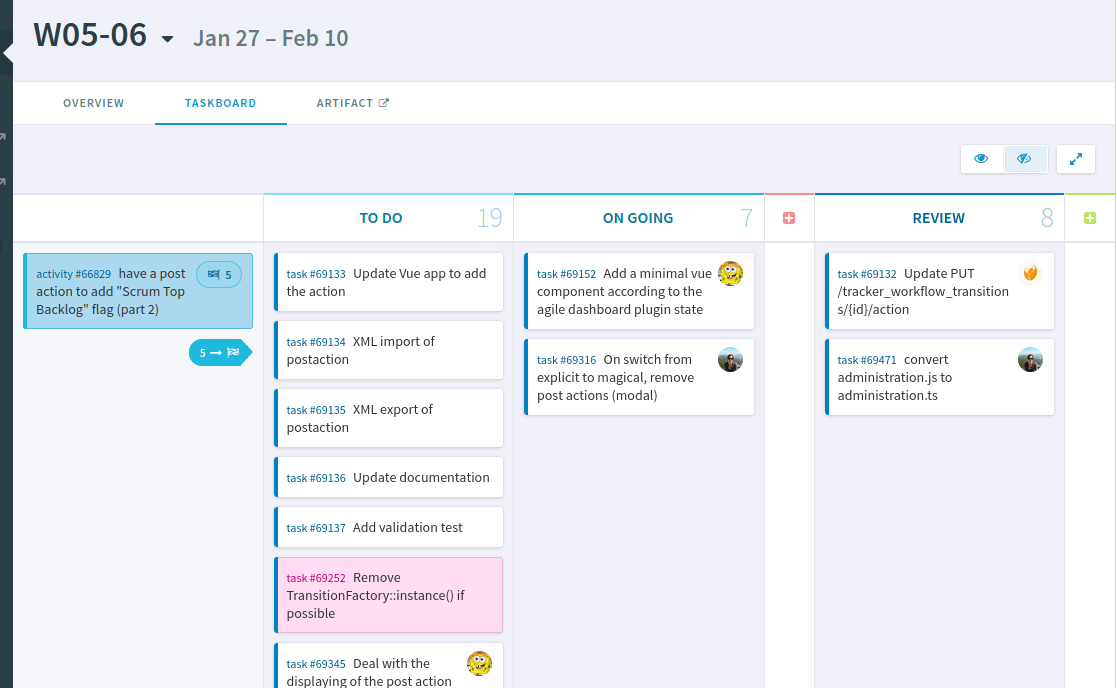 W05-06 Jan 27 – Feb 10
OVERVIEW TASKBOARD ARTIFACT
TO DO 19
ON GOING 7
REVIEW 8
activity #66829 have a post
action to add "Scrum Top
Backlog" flag (part 2)
5
5 →
task #69133 Update Vue app to add
the action
task #69134 XML import of
postaction
task #69135 XML export of
postaction
task #69136 Update documentation
task #69137 Add validation test
task #69252 Remove
TransitionFactory::instance() if
possible
task #69345 Deal with the
displaying of the post action
task #69152 Add a minimal vue
component according to the
agile dashboard plugin state
task #69316 On switch from
explicit to magical, remove
post actions (modal)
task #69132 Update PUT
/tracker_workflow_transition
s/{id}/action
task #69471 convert
administration.js to
administration.ts